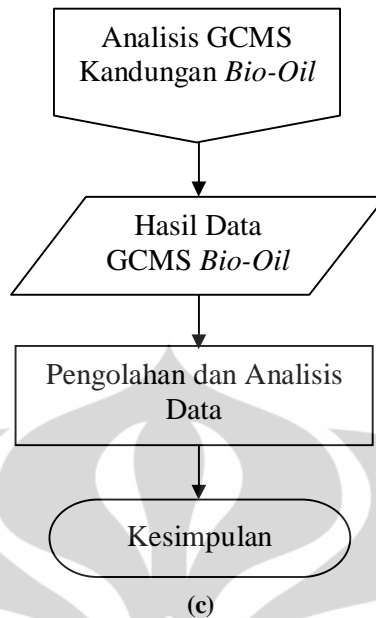 Analisis GCMS
Kandungan Bio-Oil
Hasil Data
GCMS Bio-Oil
Pengolahan dan Analisis
Data
Kesimpulan
(c)